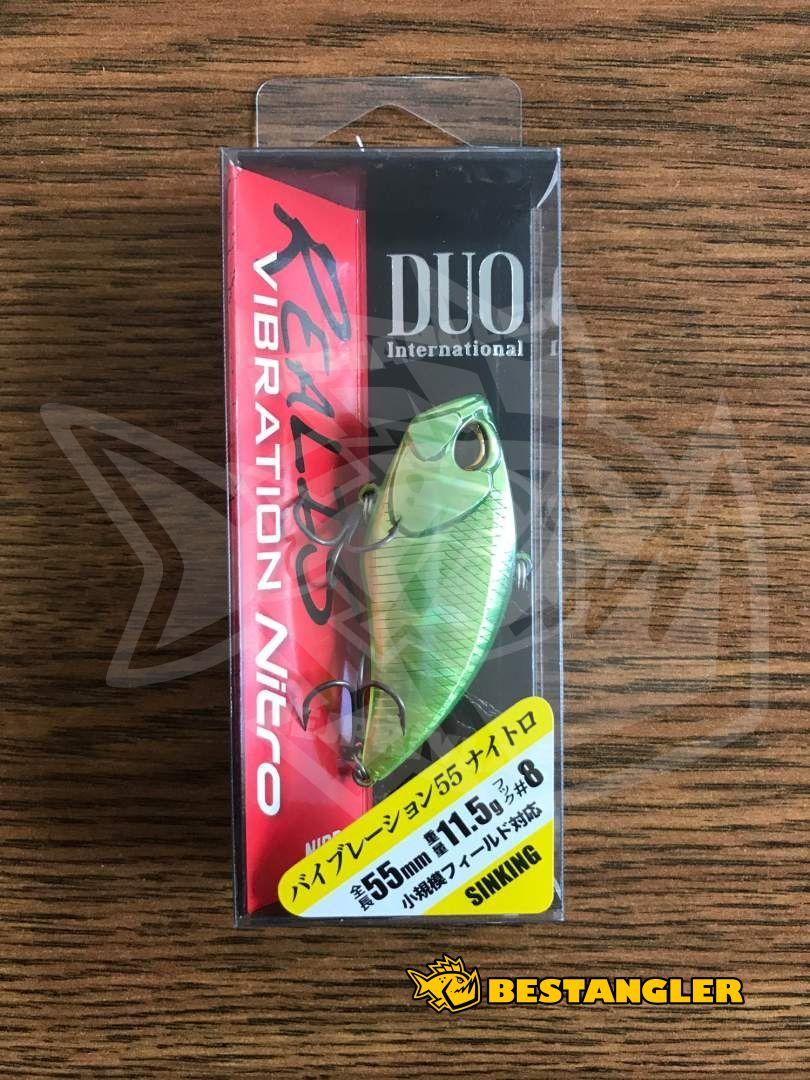 REALIS
VIBRATION Nitro
DUO
International
バイブレーション55 ナイトロ
全長55mm 重量11.5g フック#8
小規模フィールド対応
SINKING
BESTANGLER